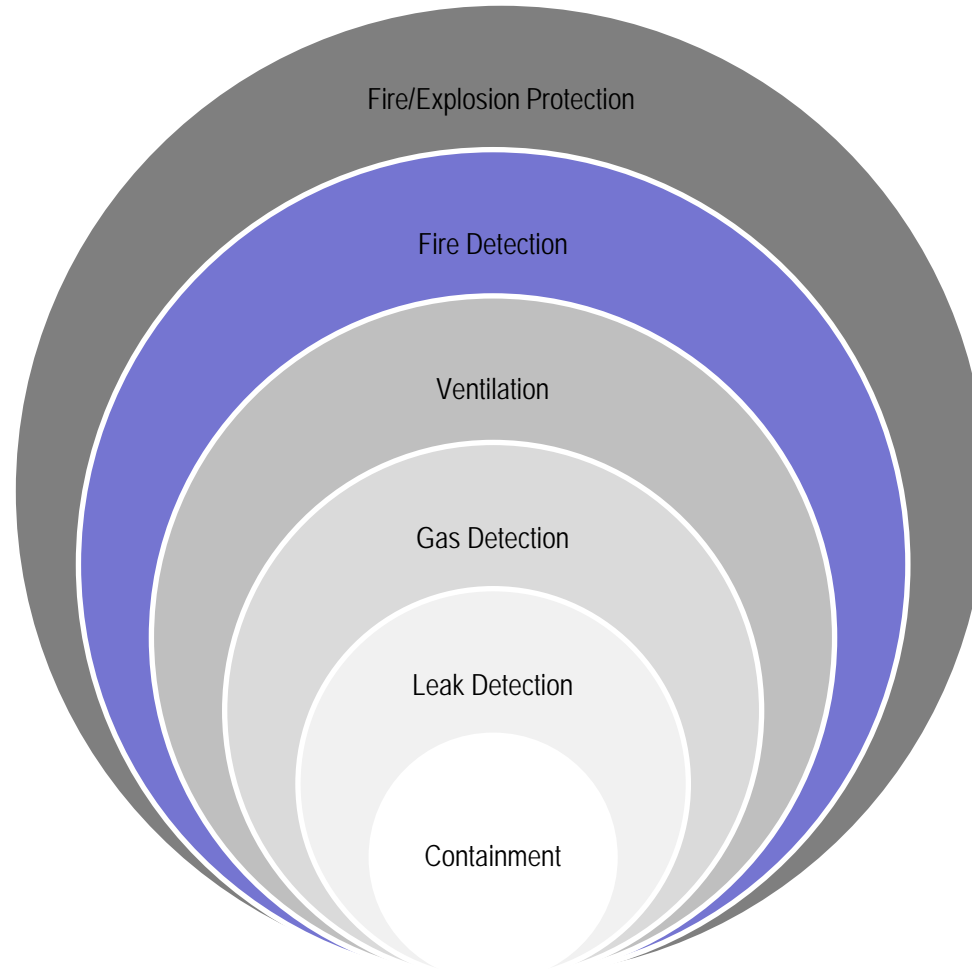 Fire/Explosion Protection
Fire Detection
Ventilation
Gas Detection
Leak Detection
Containment